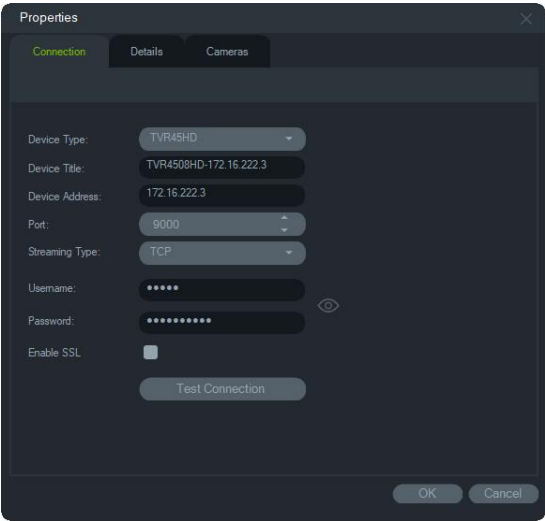 Properties
Connection Details Cameras
Device Type: TVR45HD
Device Title: TVR4508HD-172.16.222.3
Device Address: 172.16.222.3
Port: 9000
Streaming Type: TCP
Username: •••••
Password: ••••••••••
Enable SSL
Test Connection
OK Cancel